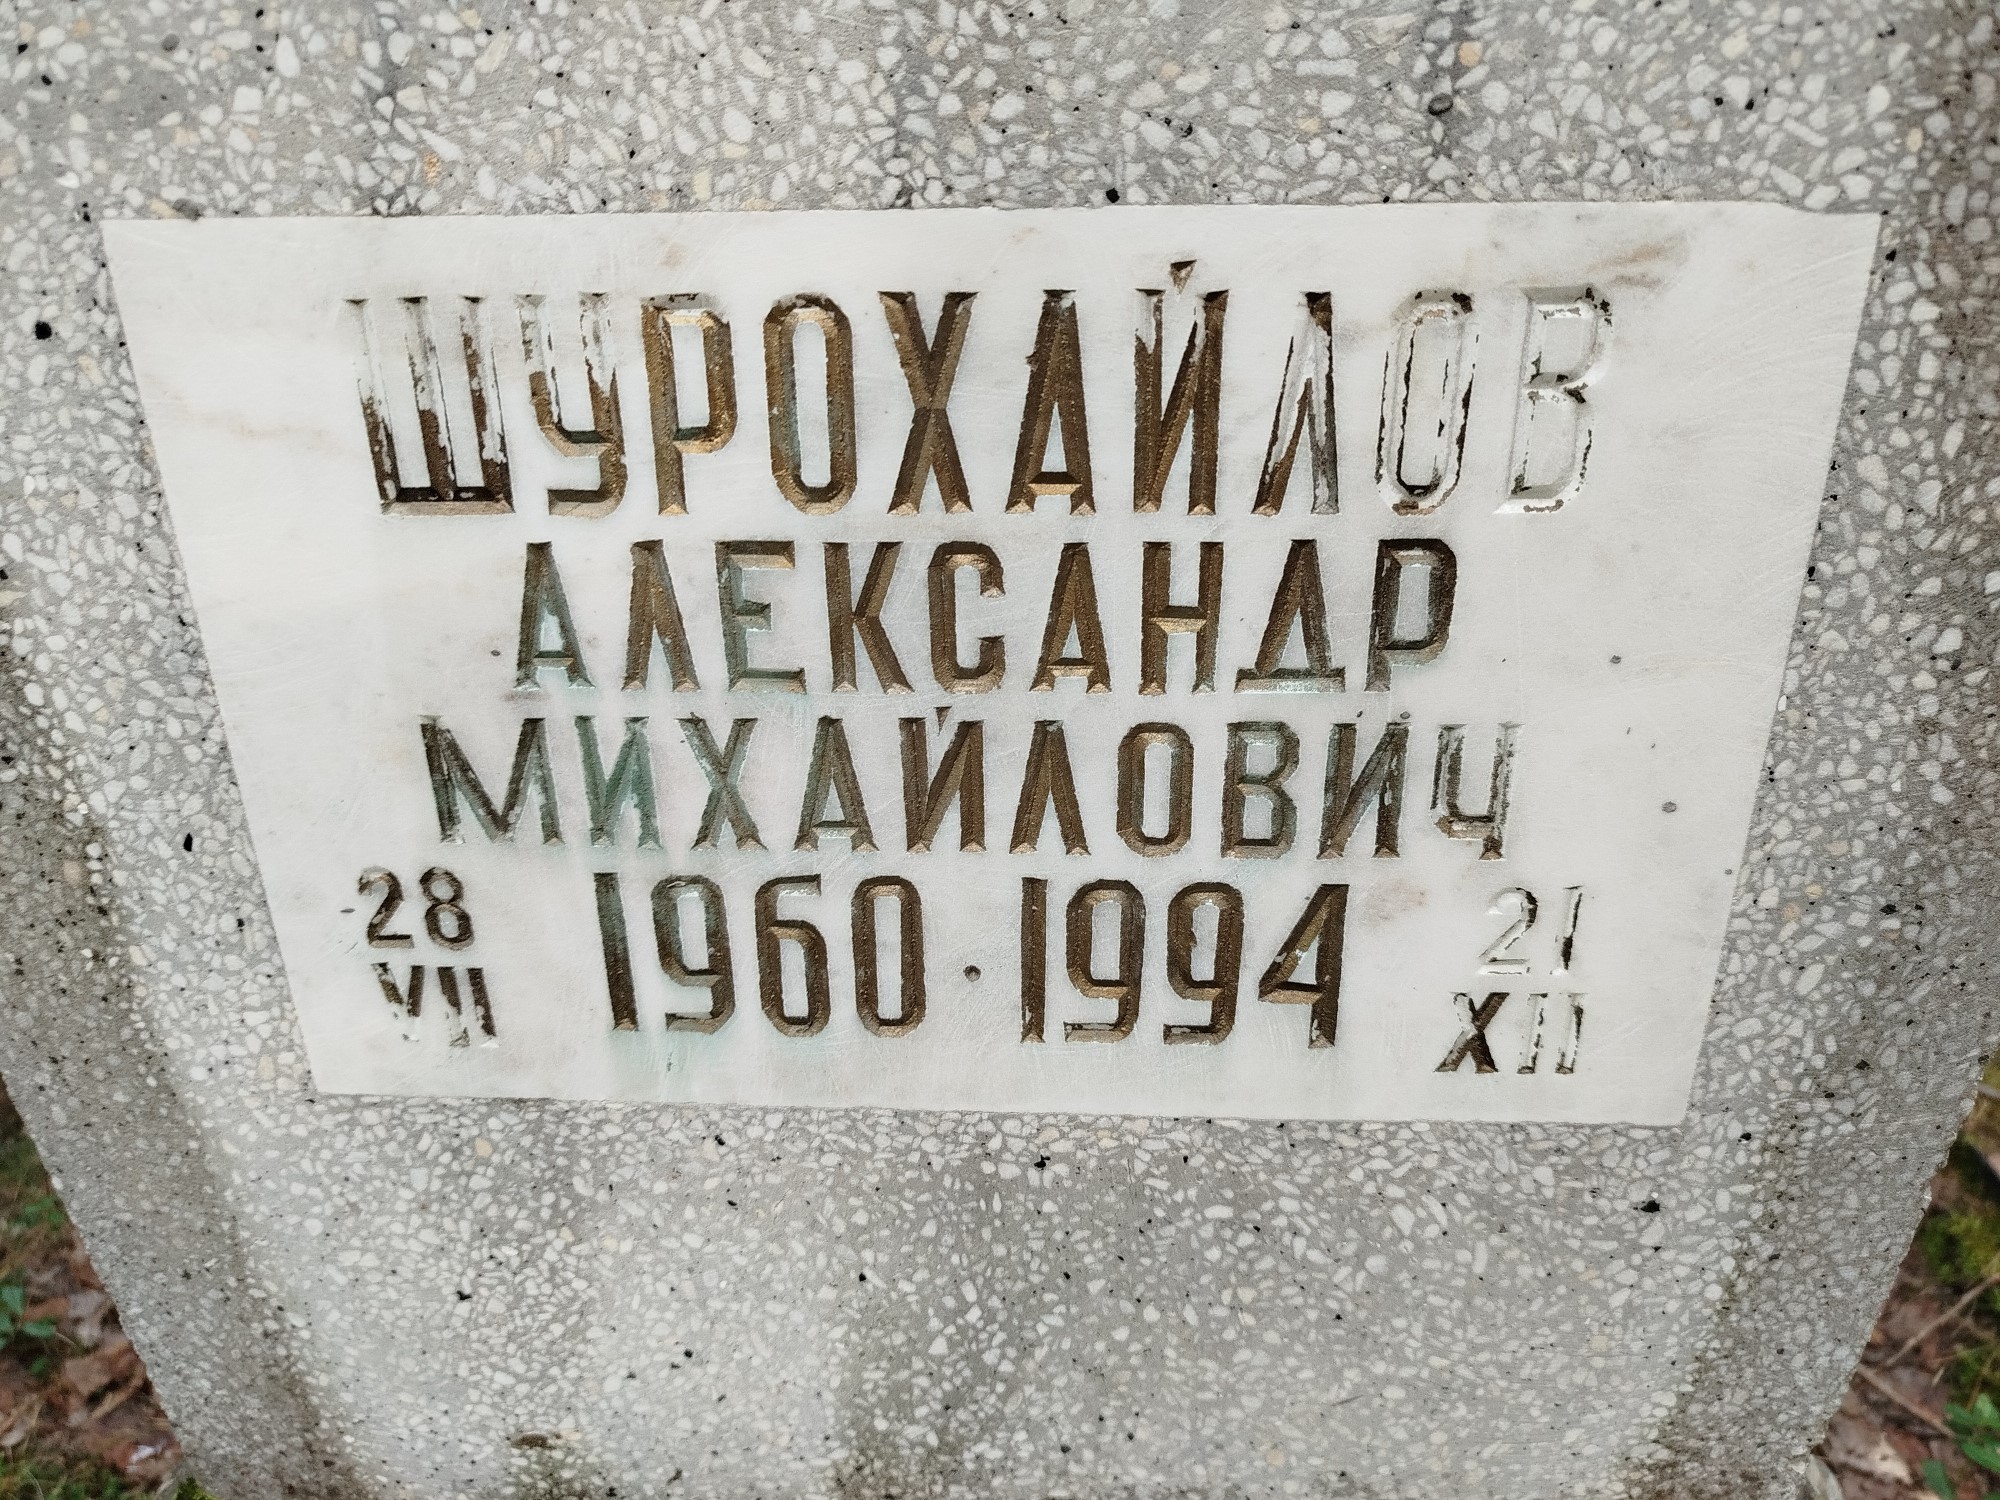 ШУРОХАЙЛОВ
АЛЕКСАНДР
МИХАЙЛОВИЧ
28 VII 1960 · 1994 21 XII